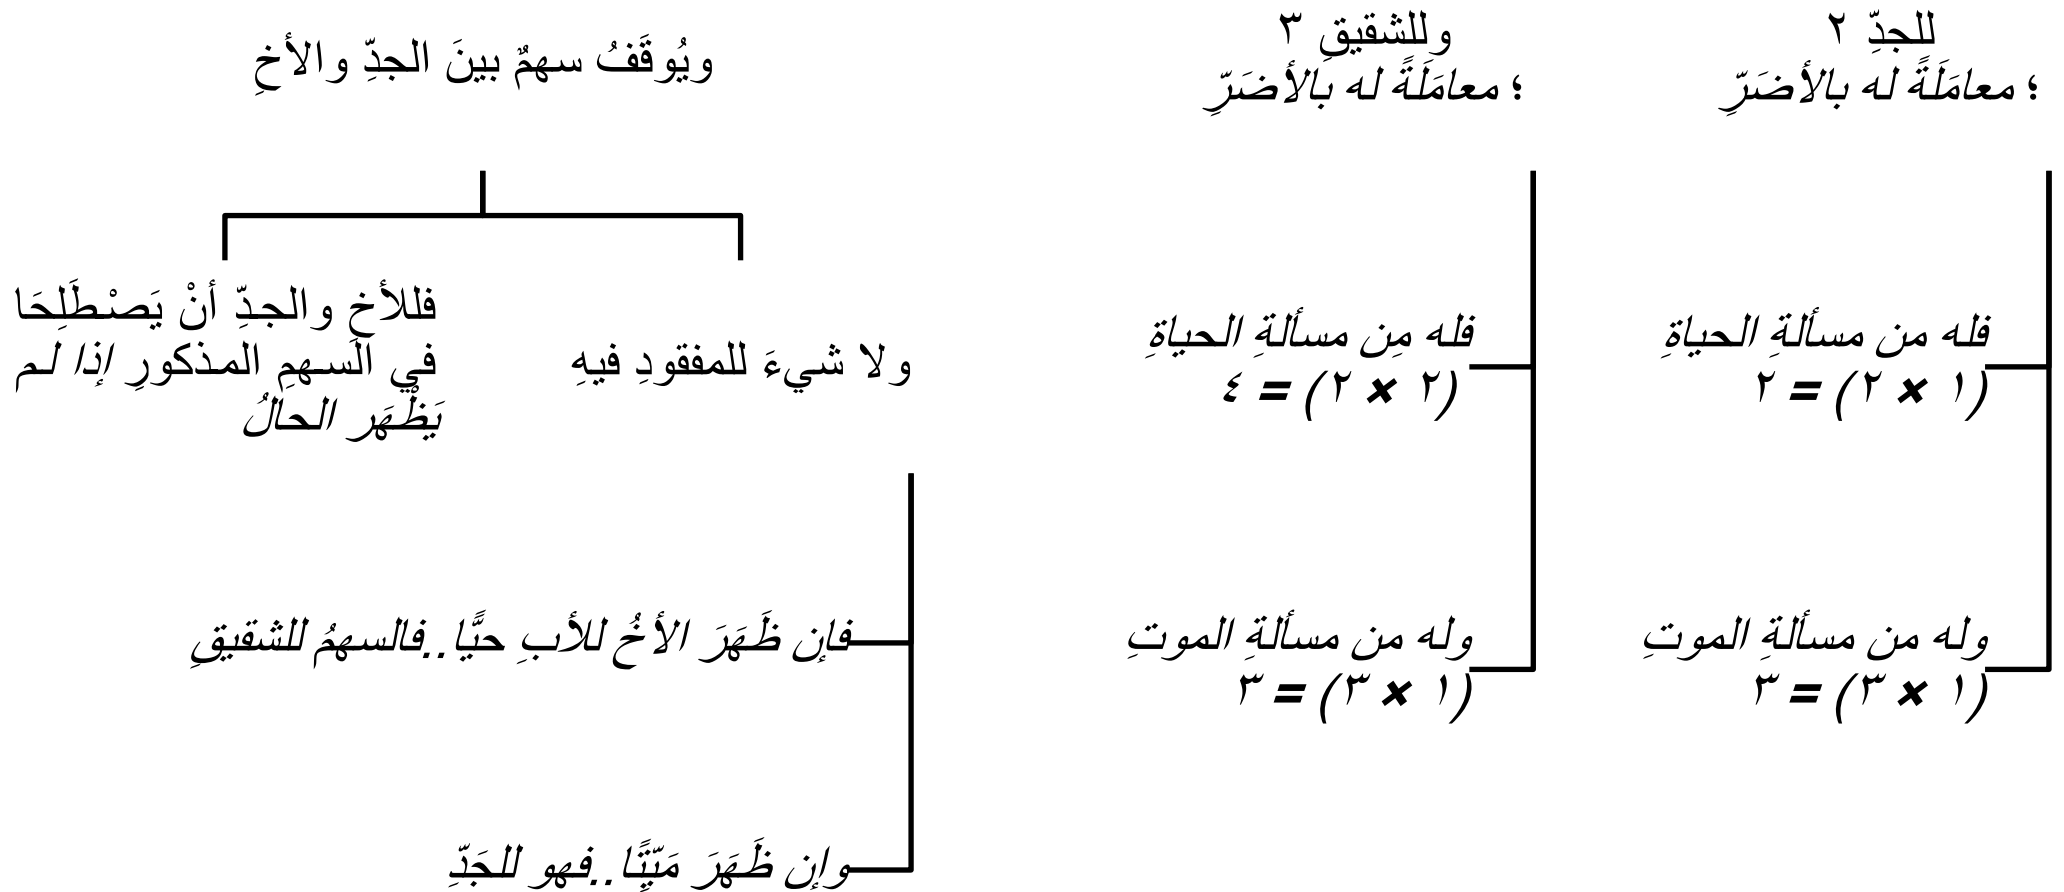 للجدِّ ٢
؛ معامَلَةً له بالأضَرِّ
فله من مسألةِ الحياةِ
(١ × ٢) = ٢
وله من مسألةِ الموتِ
(١ × ٣) = ٣
وللشقيقِ ٣
؛ معامَلَةً له بالأضَرِّ
فله مِن مسألةِ الحياةِ
(٢ × ٢) = ٤
وله من مسألةِ الموتِ
(١ × ٣) = ٣
ويُوقَفُ سهمٌ بينَ الجدِّ والأخِ
ولا شيءَ للمفقودِ فيهِ
فإن ظَهَرَ الأخُ للأبِ حيًّا..فالسهمُ للشقيقِ
وإن ظَهَرَ مَيِّتًا..فهو للجَدِّ
فللأخِ والجدِّ أنْ يَصْطَلِحَا
في السهمِ المذكورِ إذا لم
يَظْهَر الحالُ